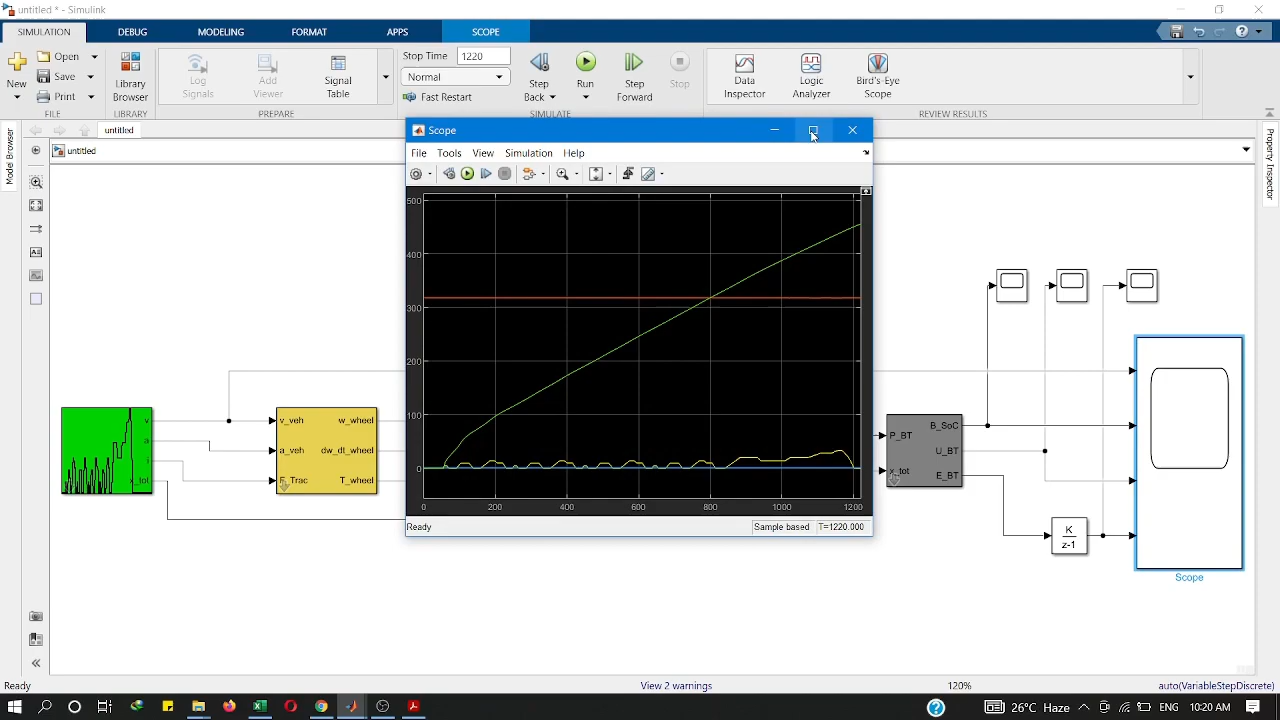 untitled * - Simulink
SIMULATION
DEBUG
MODELING
FORMAT
APPS
SCOPE
New
Open
Save
Print
FILE
Library
Browser
LIBRARY
Log
Signals
Add
Viewer
Signal
Table
PREPARE
Stop Time
1220
Normal
Fast Restart
Step
Back
Run
Step
Forward
Stop
SIMULATE
Data
Inspector
Logic
Analyzer
Bird's-Eye
Scope
REVIEW RESULTS
Model Browser
untitled
untitled
Property Inspector
Scope
File
Tools
View
Simulation
Help
500
400
300
200
100
0
0
200
400
600
800
1000
1200
Ready
Sample based
T=1220.000
v
a
i
x_tot
v_veh
a_veh
F_Trac
w_wheel
dw_dt_wheel
T_wheel
P_BT
x_tot
B_SoC
U_BT
E_BT
K
z-1
Scope
Ready
View 2 warnings
120%
auto(VariableStepDiscrete)
26°C Haze
10:20 AM